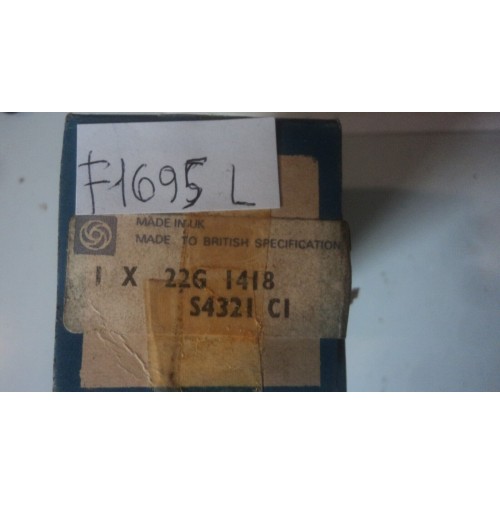 F1695 L
MADE IN UK
MADE TO BRITISH SPECIFICATION
1 X 22G 1418
S4321 C1